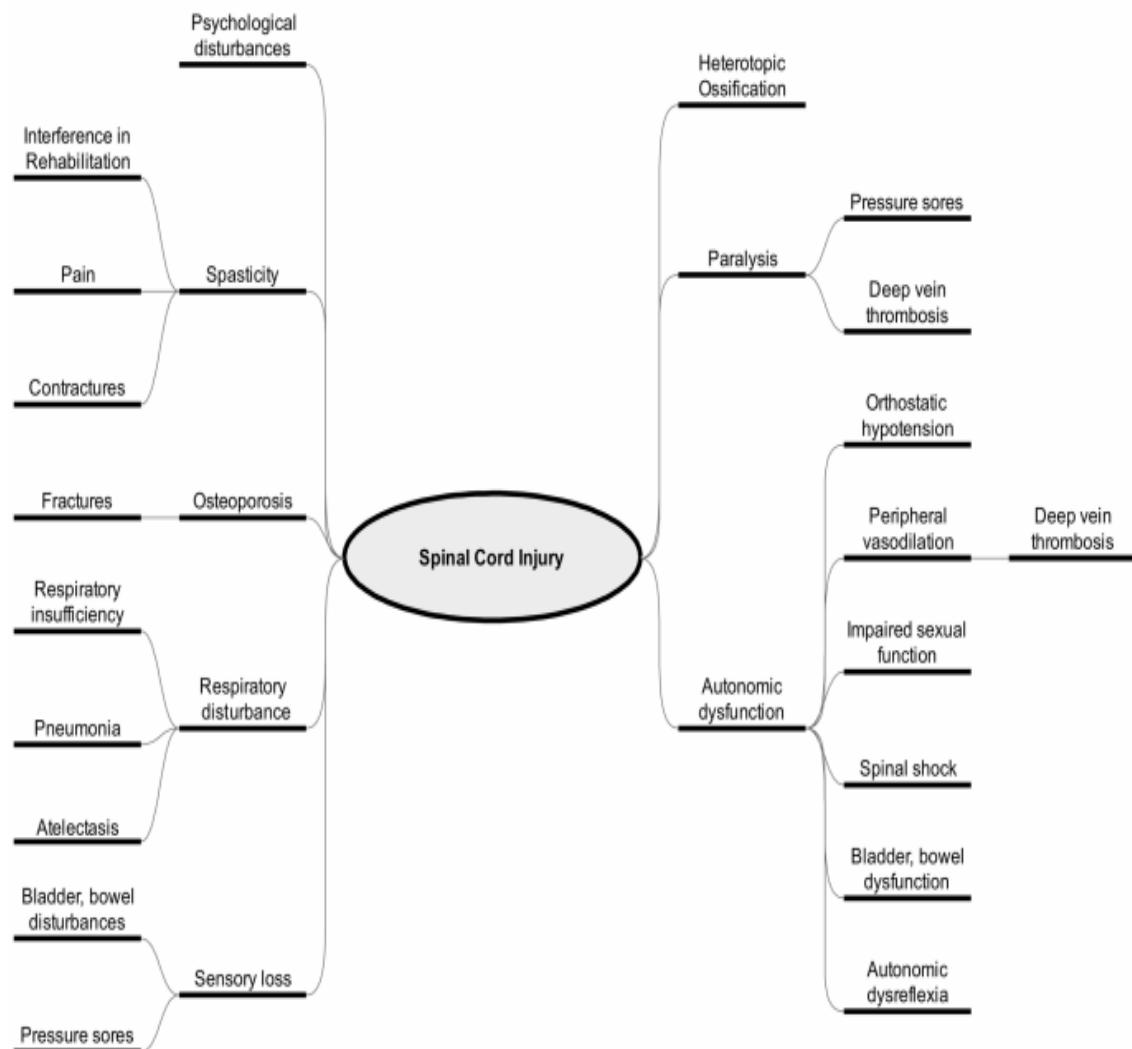 Psychological
disturbances
Interference in
Rehabilitation
Pain
Spasticity
Contractures
Fractures
Osteoporosis
Respiratory
insufficiency
Pneumonia
Respiratory
disturbance
Atelectasis
Bladder, bowel
disturbances
Sensory loss
Pressure sores
Spinal Cord Injury
Heterotopic
Ossification
Paralysis
Pressure sores
Deep vein
thrombosis
Autonomic
dysfunction
Orthostatic
hypotension
Peripheral
vasodilation
Deep vein
thrombosis
Impaired sexual
function
Spinal shock
Bladder, bowel
dysfunction
Autonomic
dysreflexia